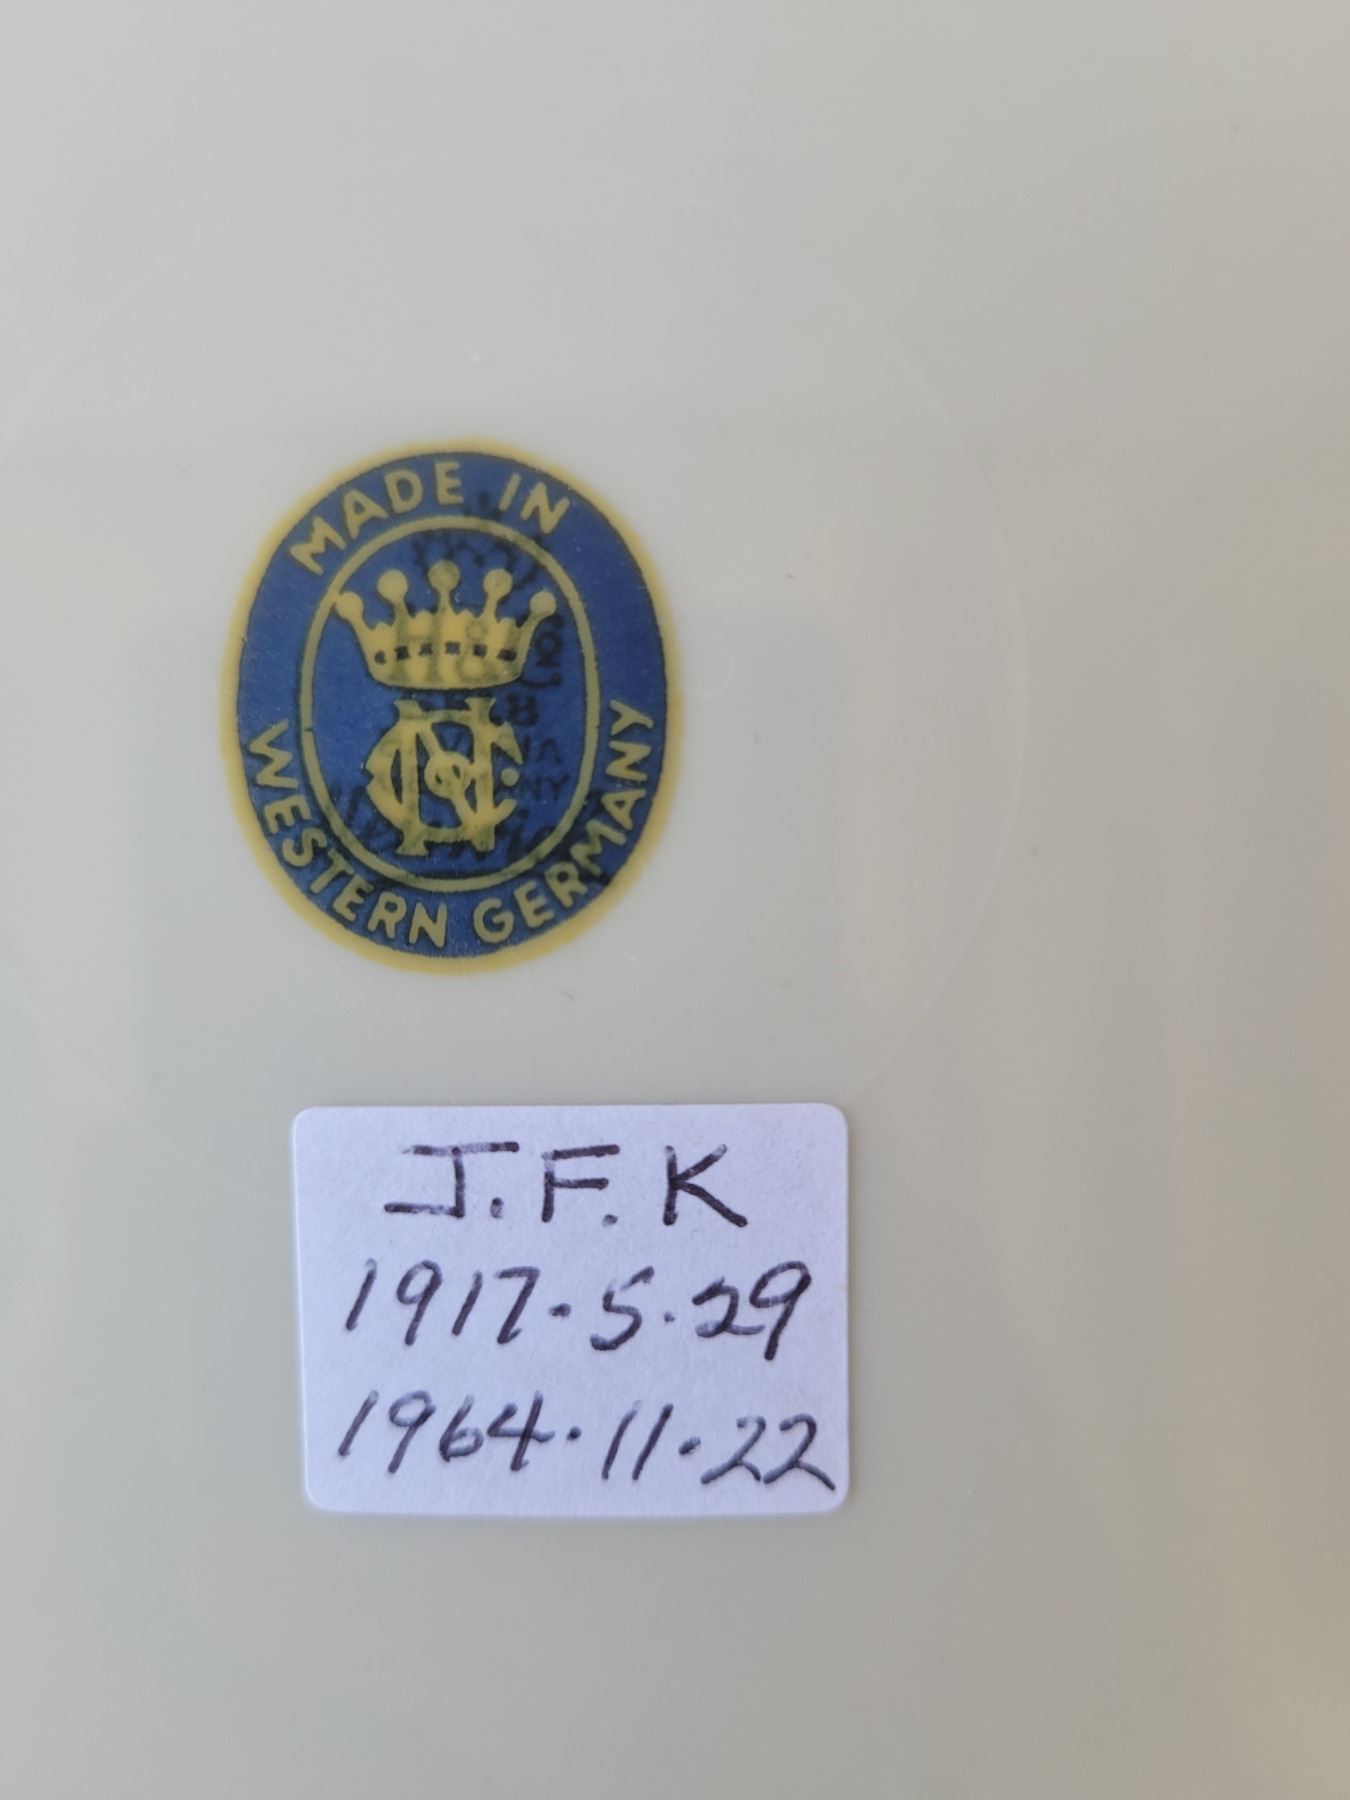 MADE IN
WESTERN GERMANY
J.F.K
1917.5.29
1964.11.22